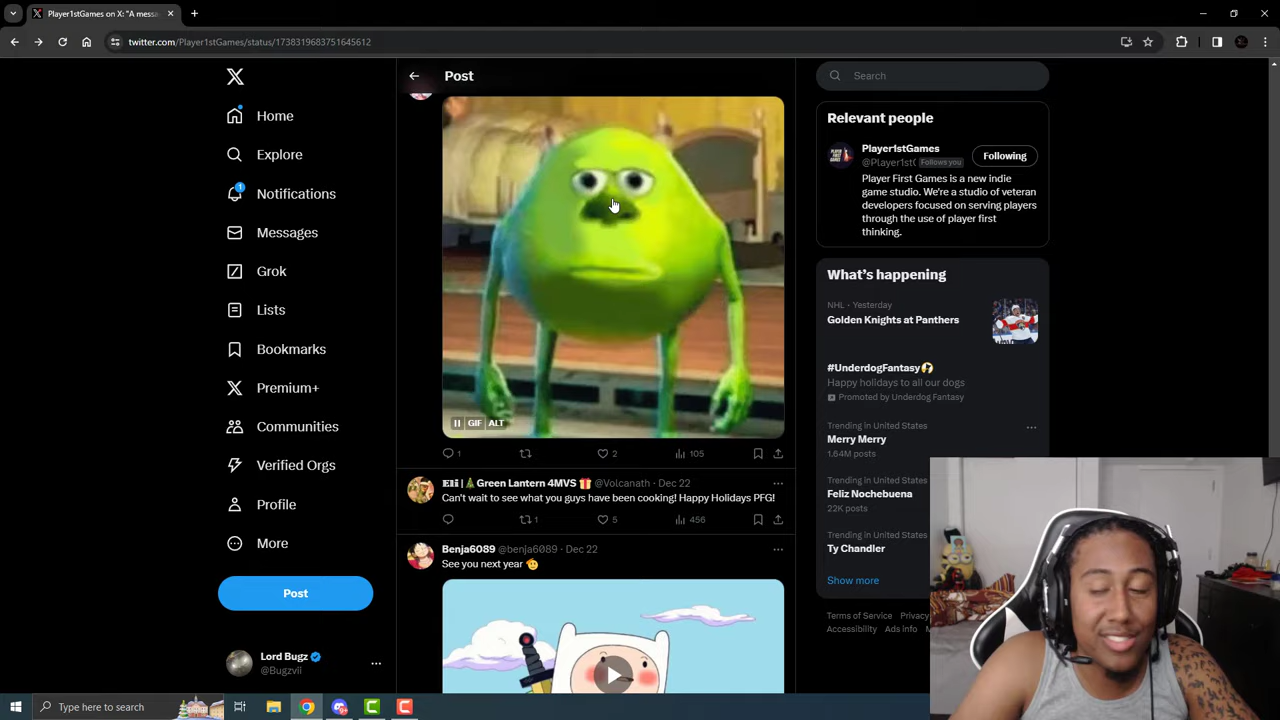 Player1stGames on X: "A messa
twitter.com/Player1stGames/status/1738319683751645612
Home
Explore
1
Notifications
Messages
Grok
Lists
Bookmarks
Premium+
Communities
Verified Orgs
Profile
More
Post
Lord Bugz
@Bugzvii
Post
GIF
ALT
1
2
105
Eli | Green Lantern 4MVS @Volcanath · Dec 22
Can't wait to see what you guys have been cooking! Happy Holidays PFG!
1
5
456
Benja6089 @benja6089 · Dec 22
See you next year
Search
Relevant people
Player1stGames
@Player1st
Follows you
Following
Player First Games is a new indie
game studio. We're a studio of veteran
developers focused on serving players
through the use of player first
thinking.
What's happening
NHL · Yesterday
Golden Knights at Panthers
#UnderdogFantasy
Happy holidays to all our dogs
Promoted by Underdog Fantasy
Trending in United States
Merry Merry
1.64M posts
Trending in United States
Feliz Nochebuena
22K posts
Trending in United States
Ty Chandler
Show more
Terms of Service Privacy
Accessibility Ads info
Type here to search